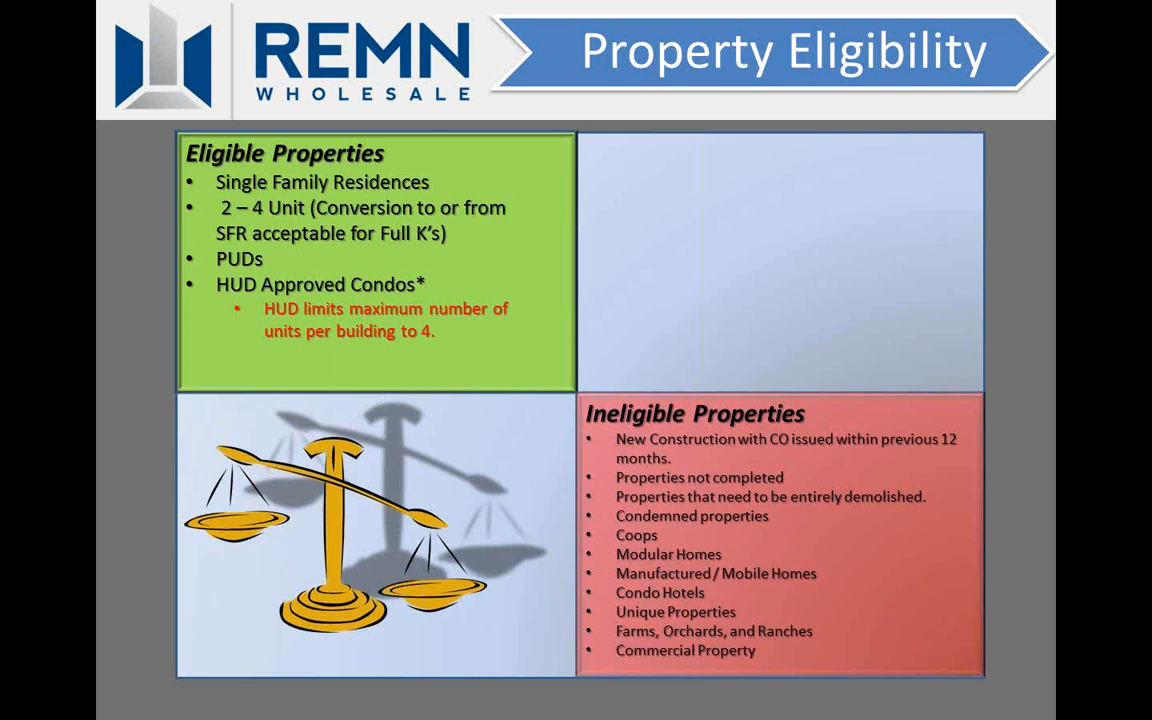 REMN
WHOLESALE
Property Eligibility
Eligible Properties
• Single Family Residences
• 2 – 4 Unit (Conversion to or from
SFR acceptable for Full K's)
• PUDs
• HUD Approved Condos*
• HUD limits maximum number of
units per building to 4.
Ineligible Properties
• New Construction with CO issued within previous 12
months.
• Properties not completed
• Properties that need to be entirely demolished.
• Condemned properties
• Coops
• Modular Homes
• Manufactured / Mobile Homes
• Condo Hotels
• Unique Properties
• Farms, Orchards, and Ranches
• Commercial Property